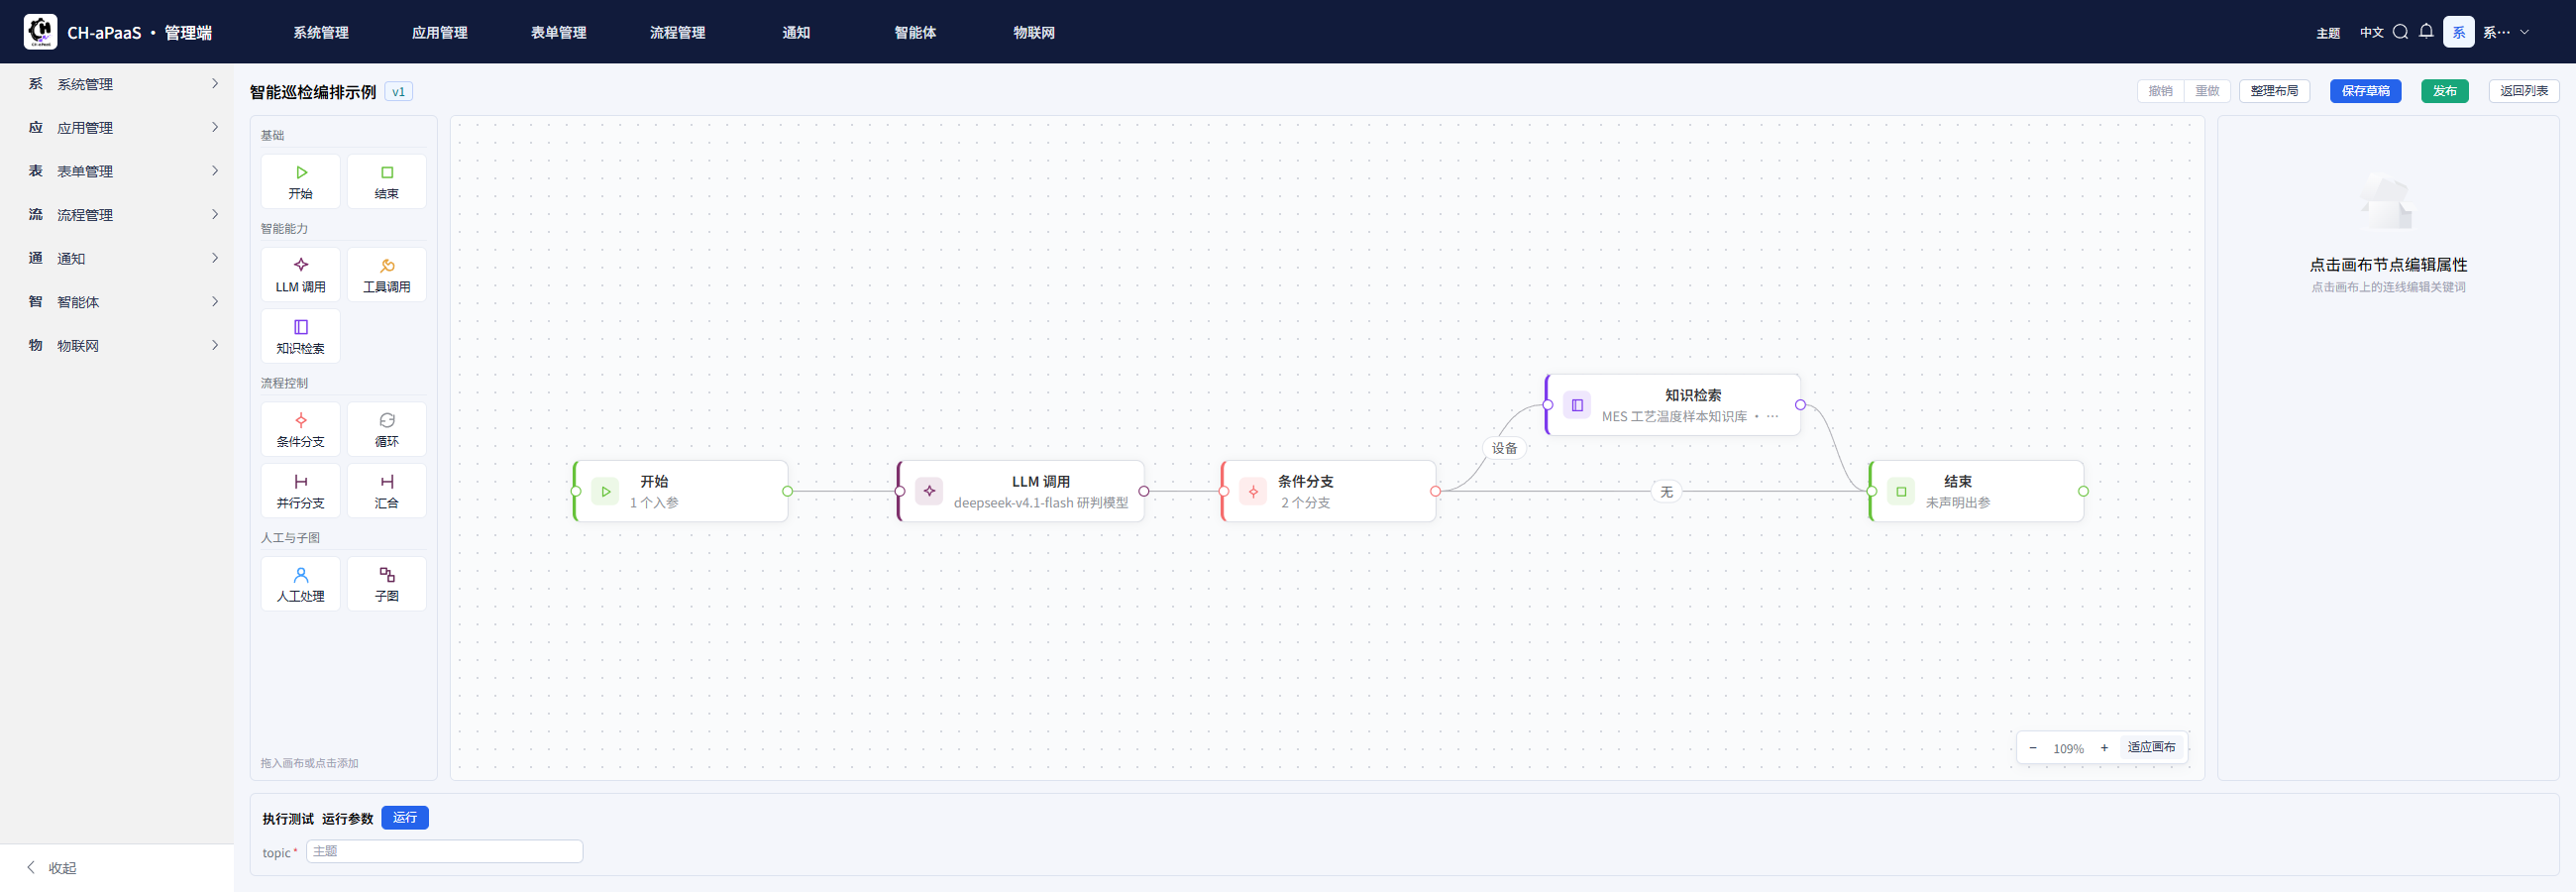 CH-aPaaS · 管理端
系统管理
应用管理
表单管理
流程管理
通知
智能体
物联网
主题
中文
系
系···
系 系统管理
应 应用管理
表 表单管理
流 流程管理
通 通知
智 智能体
物 物联网
收起
智能巡检编排示例 v1
撤销 重做 整理布局 保存草稿 发布 返回列表
基础
开始 结束
智能能力
LLM 调用 工具调用
知识检索
流程控制
条件分支 循环
并行分支 汇合
人工与子图
人工处理 子图
拖入画布或点击添加
开始
1 个入参
LLM 调用
deepseek-v4.1-flash 研判模型
条件分支
2 个分支
设备
无
知识检索
MES 工艺温度样本知识库 · ···
结束
未声明出参
− 109% + 适应画布
点击画布节点编辑属性
点击画布上的连线编辑关键词
执行测试 运行参数 运行
topic* 主题